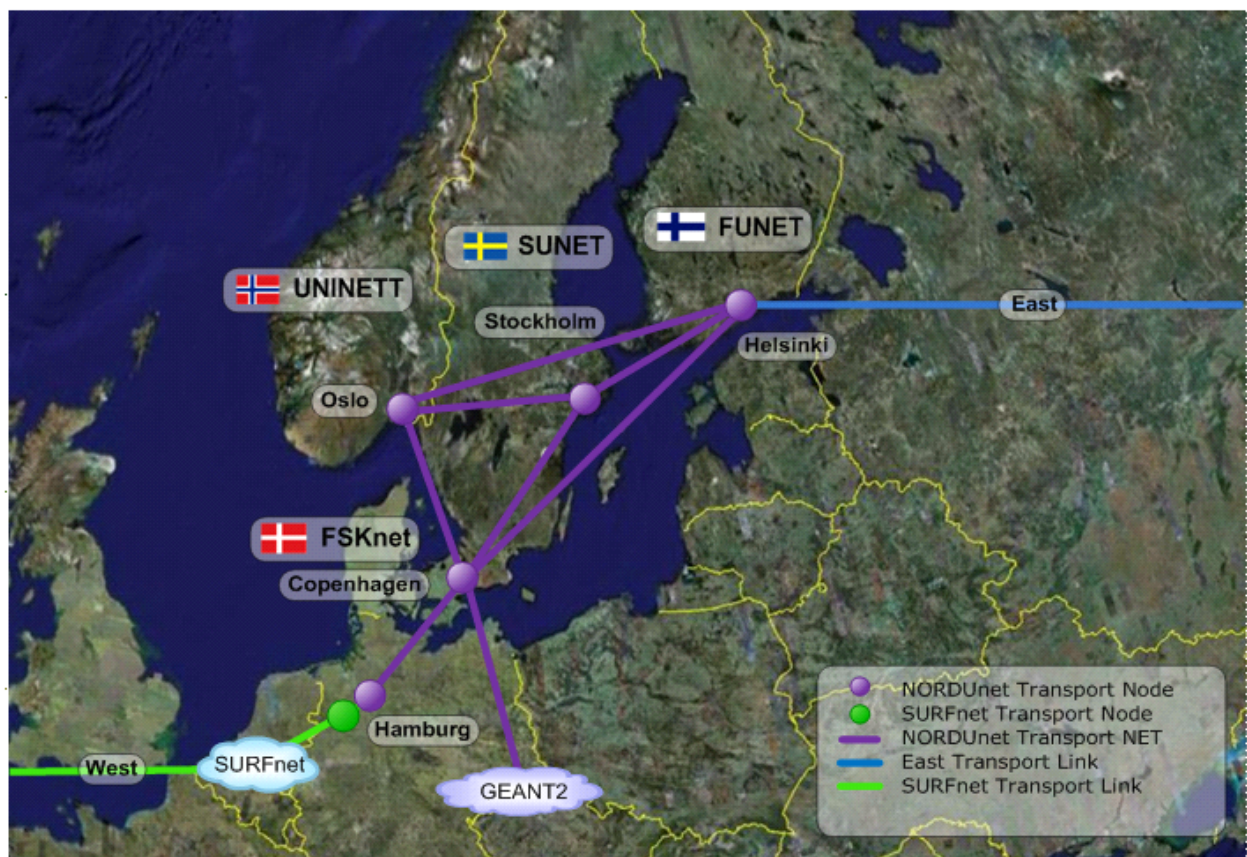 FUNET
SUNET
UNINETT
East
Stockholm
Helsinki
Oslo
FSKnet
Copenhagen
Hamburg
West
SURFnet
GEANT2
NORDUnet Transport Node
SURFnet Transport Node
NORDUnet Transport NET
East Transport Link
SURFnet Transport Link